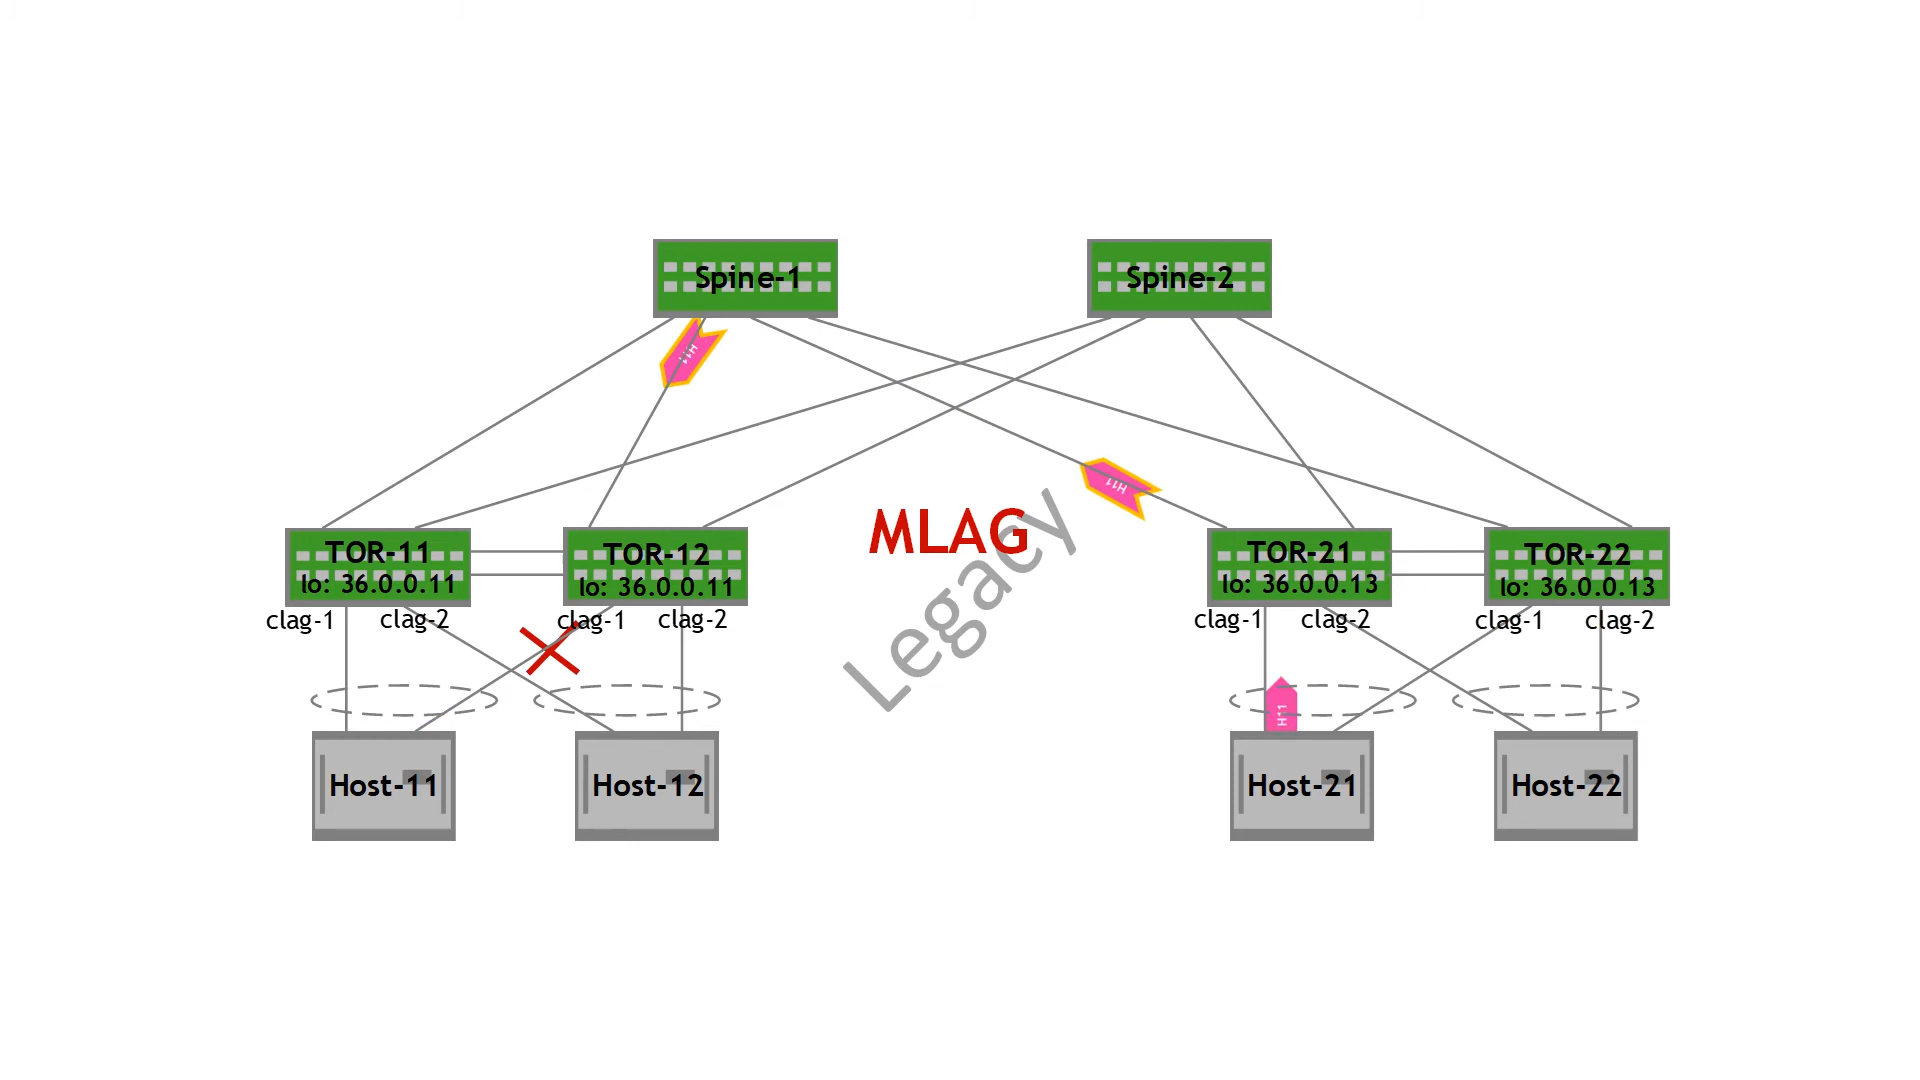 Spine-1
Spine-2
H11
H11
MLAG
Legacy
TOR-11
lo: 36.0.0.11
TOR-12
lo: 36.0.0.11
TOR-21
lo: 36.0.0.13
TOR-22
lo: 36.0.0.13
clag-1
clag-2
clag-1
clag-2
clag-1
clag-2
clag-1
clag-2
H11
Host-11
Host-12
Host-21
Host-22